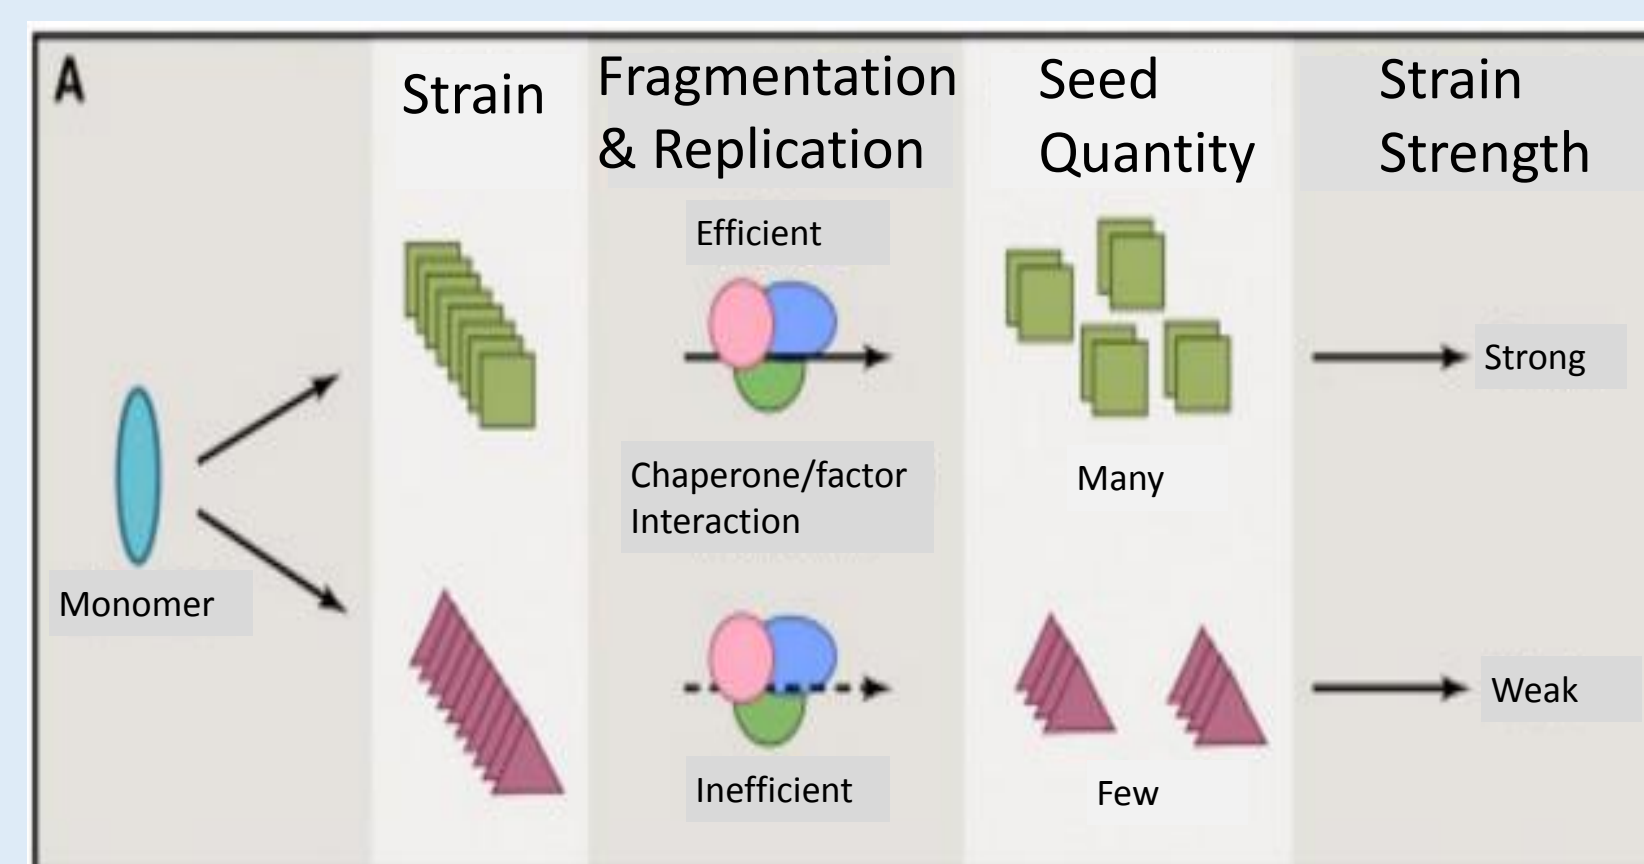 A
Strain
Fragmentation
& Replication
Seed
Quantity
Strain
Strength
Efficient
Strong
Chaperone/factor
Interaction
Many
Monomer
Weak
Inefficient
Few